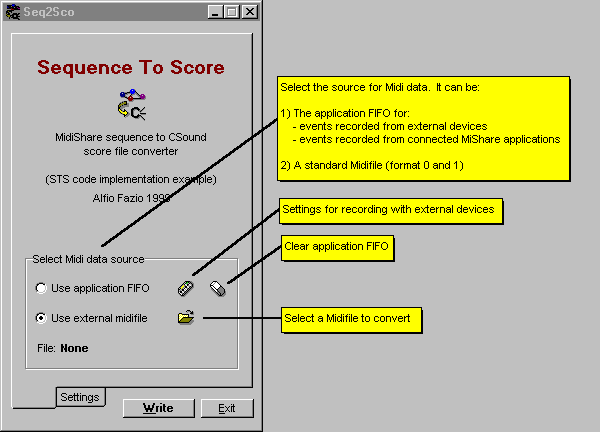 Seq2Sco
Sequence To Score
MidiShare sequence to CSound
score file converter
(STS code implementation example)
Alfio Fazio 1999
Select Midi data source
Use application FIFO
Use external midifile
File: None
Settings
Write
Exit
Select the source for Midi data. It can be:
1) The application FIFO for:
- events recorded from external devices
- events recorded from connected MiShare applications
2) A standard Midifile (format 0 and 1)
Settings for recording with external devices
Clear application FIFO
Select a Midifile to convert